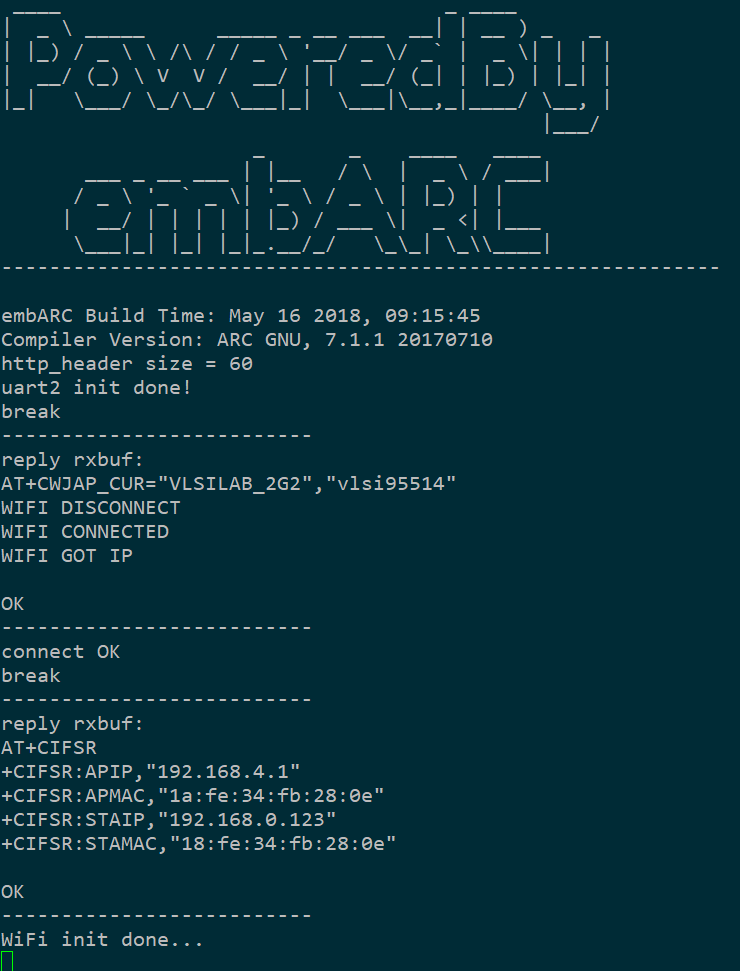 PoweredBy
embARC
------------------------------------------------------------
embARC Build Time: May 16 2018, 09:15:45
Compiler Version: ARC GNU, 7.1.1 20170710
http_header size = 60
uart2 init done!
break
--------------------------
reply rxbuf:
AT+CWJAP_CUR="VLSILAB_2G2","vlsi95514"
WIFI DISCONNECT
WIFI CONNECTED
WIFI GOT IP
OK
--------------------------
connect OK
break
--------------------------
reply rxbuf:
AT+CIFSR
+CIFSR:APIP,"192.168.4.1"
+CIFSR:APMAC,"1a:fe:34:fb:28:0e"
+CIFSR:STAIP,"192.168.0.123"
+CIFSR:STAMAC,"18:fe:34:fb:28:0e"
OK
--------------------------
WiFi init done...